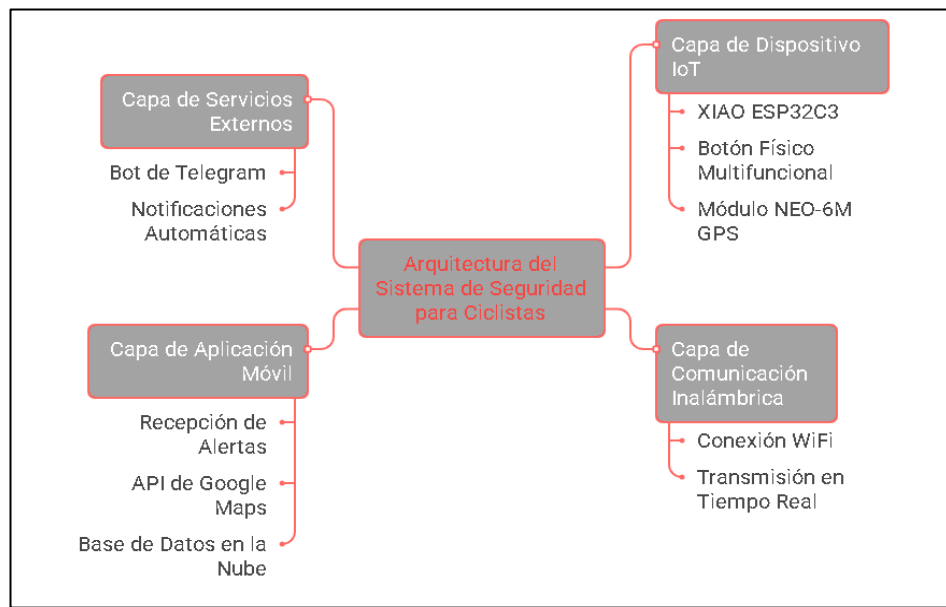 Arquitectura del
Sistema de Seguridad
para Ciclistas
Capa de Servicios
Externos
Bot de Telegram
Notificaciones
Automáticas
Capa de Aplicación
Móvil
Recepción de
Alertas
API de Google
Maps
Base de Datos en la
Nube
Capa de Dispositivo
IoT
XIAO ESP32C3
Botón Físico
Multifuncional
Módulo NEO-6M
GPS
Capa de
Comunicación
Inalámbrica
Conexión WiFi
Transmisión en
Tiempo Real